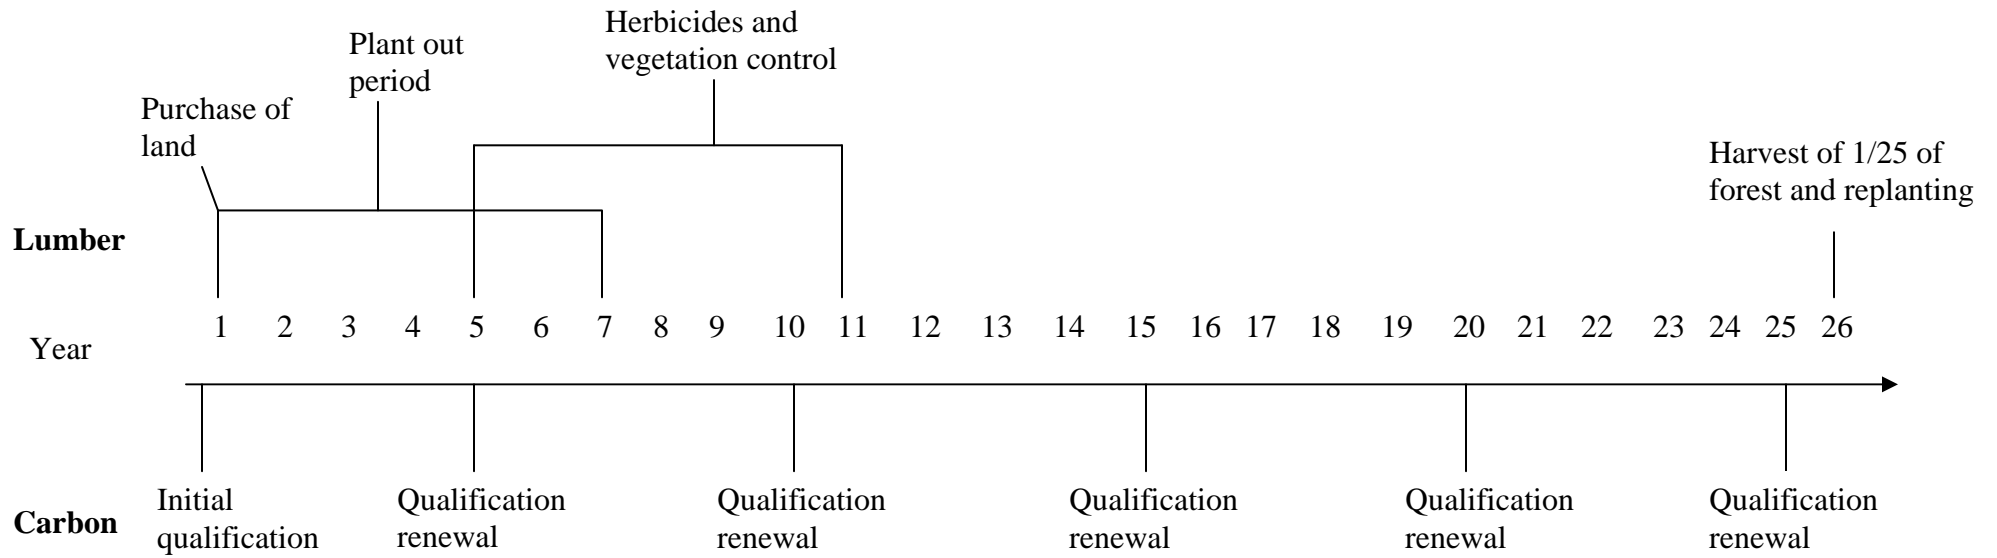 Herbicides and
vegetation control
Plant out
period
Purchase of
land
Harvest of 1/25 of
forest and replanting
Lumber
1 2 3 4 5 6 7 8 9 10 11 12 13 14 15 16 17 18 19 20 21 22 23 24 25 26
Year
Initial
qualification
Qualification
renewal
Qualification
renewal
Qualification
renewal
Qualification
renewal
Qualification
renewal
Carbon